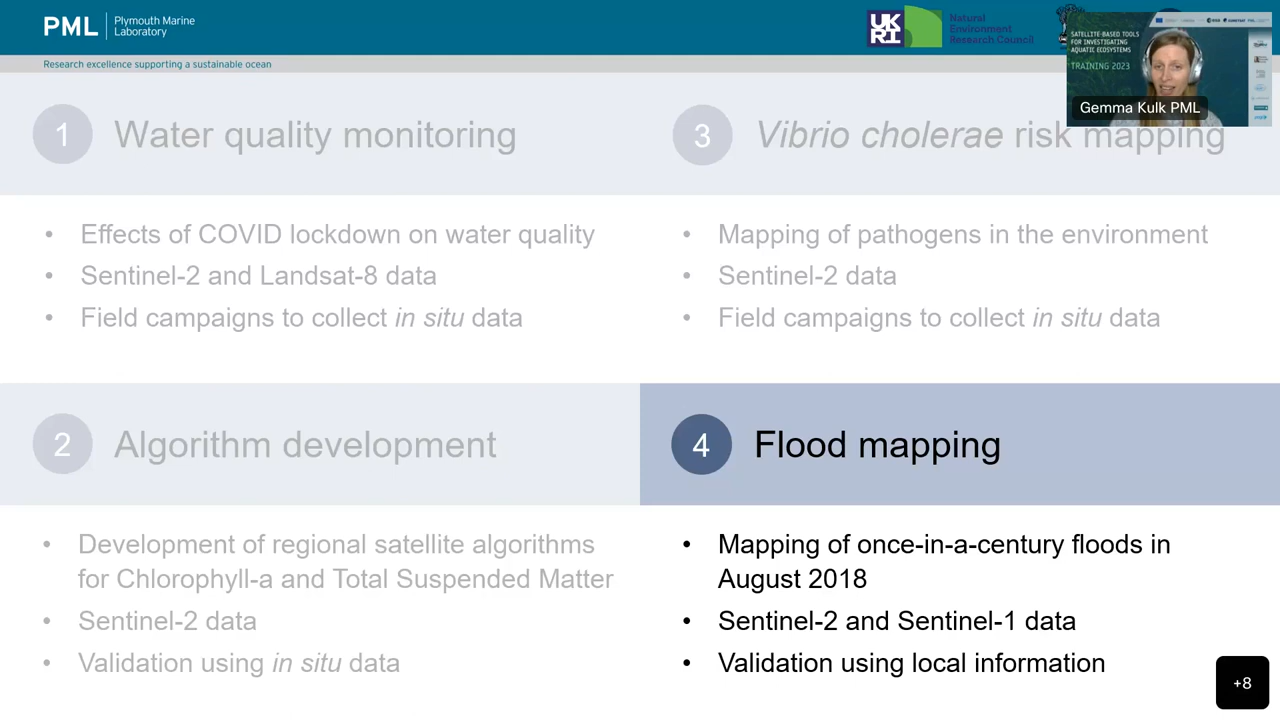 PML
Plymouth Marine
Laboratory
UK
RI
Natural
Environment
Research Council
Research excellence supporting a sustainable ocean
SATELLITE-BASED TOOLS
FOR INVESTIGATING
AQUATIC ECOSYSTEMS
TRAINING 2023
Gemma Kulk PML
1
Water quality monitoring
• Effects of COVID lockdown on water quality
• Sentinel-2 and Landsat-8 data
• Field campaigns to collect in situ data
3
Vibrio cholerae risk mapping
• Mapping of pathogens in the environment
• Sentinel-2 data
• Field campaigns to collect in situ data
2
Algorithm development
• Development of regional satellite algorithms
for Chlorophyll-a and Total Suspended Matter
• Sentinel-2 data
• Validation using in situ data
4
Flood mapping
• Mapping of once-in-a-century floods in
August 2018
• Sentinel-2 and Sentinel-1 data
• Validation using local information
+8